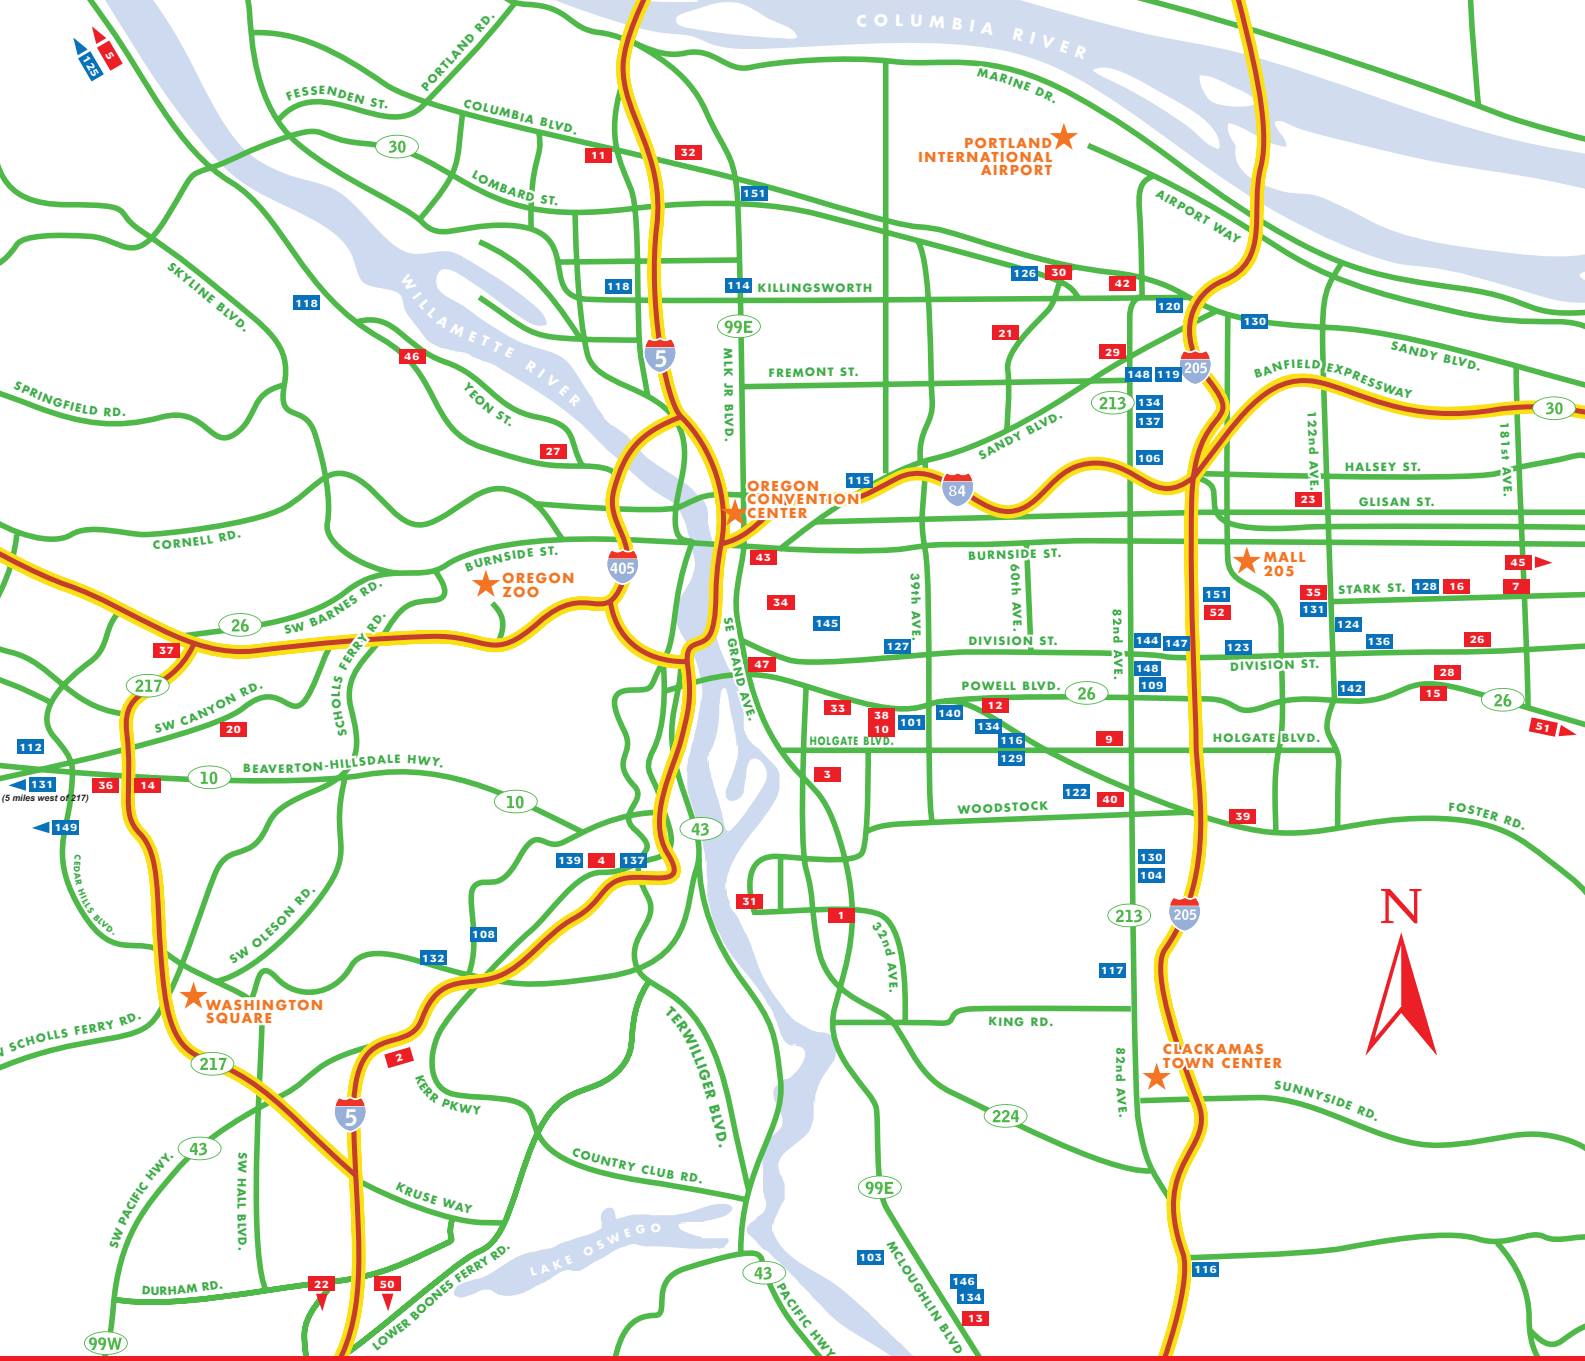 COLUMBIA RIVER
PORTLAND RD.
5
125
FESSENDEN ST.
COLUMBIA BLVD.
MARINE DR.
30
11
32
PORTLAND
INTERNATIONAL
AIRPORT
LOMBARD ST.
151
AIRPORT WAY
SKYLINE BLVD.
118
WILLAMETTE RIVER
118
114
KILLINGSWORTH
126
30
42
120
130
99E
46
5
MLK JR BLVD.
21
29
205
SANDY BLVD.
FREMONT ST.
148
119
BANFIELD EXPRESSWAY
SPRINGFIELD RD.
YEON ST.
213
134
137
30
SANDY BLVD.
122nd AVE.
181st AVE.
27
106
HALSEY ST.
115
84
OREGON
CONVENTION
CENTER
23
GLISAN ST.
CORNELL RD.
BURNSIDE ST.
405
43
BURNSIDE ST.
MALL
205
45
OREGON
ZOO
39th AVE.
60th AVE.
SW BARNES RD.
34
151
52
35
131
STARK ST.
128
16
7
26
145
SE GRAND AVE.
82nd AVE.
124
37
SCHOLLS FERRY RD.
127
DIVISION ST.
144
147
123
136
26
47
148
DIVISION ST.
217
SW CANYON RD.
POWELL BLVD.
26
109
142
28
15
26
20
33
38
10
101
140
12
134
51
112
HOLGATE BLVD.
116
129
9
HOLGATE BLVD.
131
(5 miles west of 217)
36
14
10
BEAVERTON-HILLSDALE HWY.
3
122
40
10
WOODSTOCK
39
FOSTER RD.
149
43
CEDAR HILLS BLVD.
139
4
137
130
104
N
31
1
213
205
SW OLESON RD.
108
32nd AVE.
132
117
WASHINGTON
SQUARE
W SCHOLLS FERRY RD.
TERWILLIGER BLVD.
KING RD.
217
2
CLACKAMAS
TOWN CENTER
82nd AVE.
KERR PKWY
SUNNYSIDE RD.
5
224
43
SW PACIFIC HWY.
SW HALL BLVD.
COUNTRY CLUB RD.
KRUSE WAY
99E
LAKE OSWEGO
103
MCLOUGHLIN BLVD
116
DURHAM RD.
22
50
LOWER BOONES FERRY RD.
43
PACIFIC HWY
146
134
13
99W